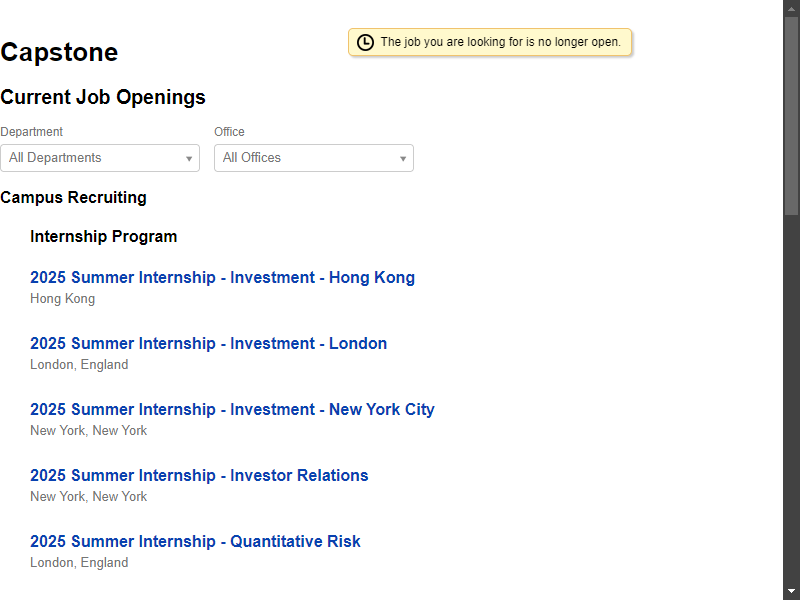 The job you are looking for is no longer open.
Capstone
Current Job Openings
Department Office
All Departments All Offices
Campus Recruiting
Internship Program
2025 Summer Internship - Investment - Hong Kong
Hong Kong
2025 Summer Internship - Investment - London
London, England
2025 Summer Internship - Investment - New York City
New York, New York
2025 Summer Internship - Investor Relations
New York, New York
2025 Summer Internship - Quantitative Risk
London, England